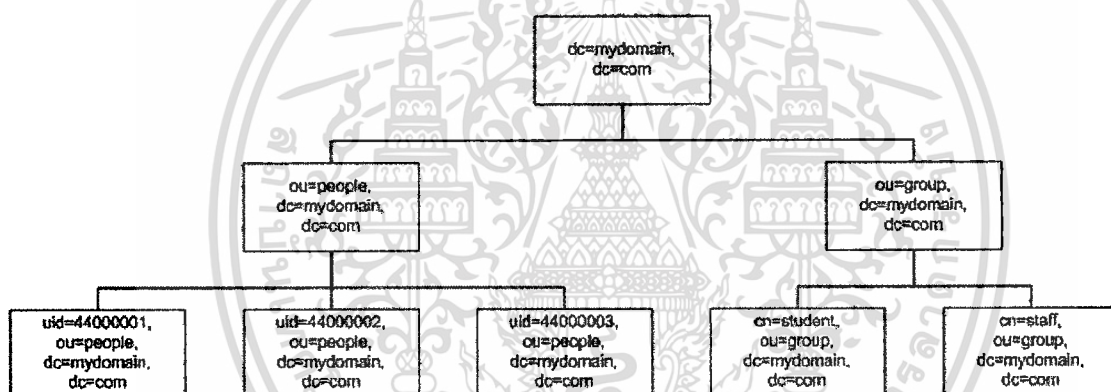 dc=mydomain,
dc=com
ou=people,
dc=mydomain,
dc=com
ou=group,
dc=mydomain,
dc=com
uid=44000001,
ou=people,
dc=mydomain,
dc=com
uid=44000002,
ou=people,
dc=mydomain,
dc=com
uid=44000003,
ou=people,
dc=mydomain,
dc=com
cn=student,
ou=group,
dc=mydomain,
dc=com
cn=staff,
ou=group,
dc=mydomain,
dc=com